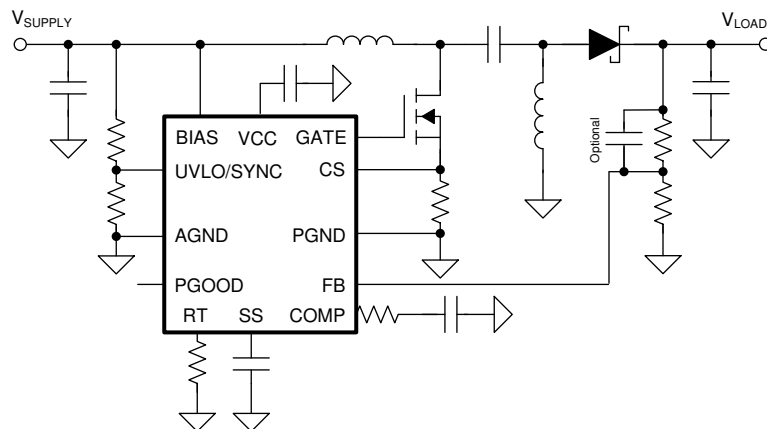 VSUPPLY
VLOAD
BIAS
VCC
GATE
Optional
UVLO/SYNC
CS
AGND
PGND
PGOOD
FB
RT
SS
COMP